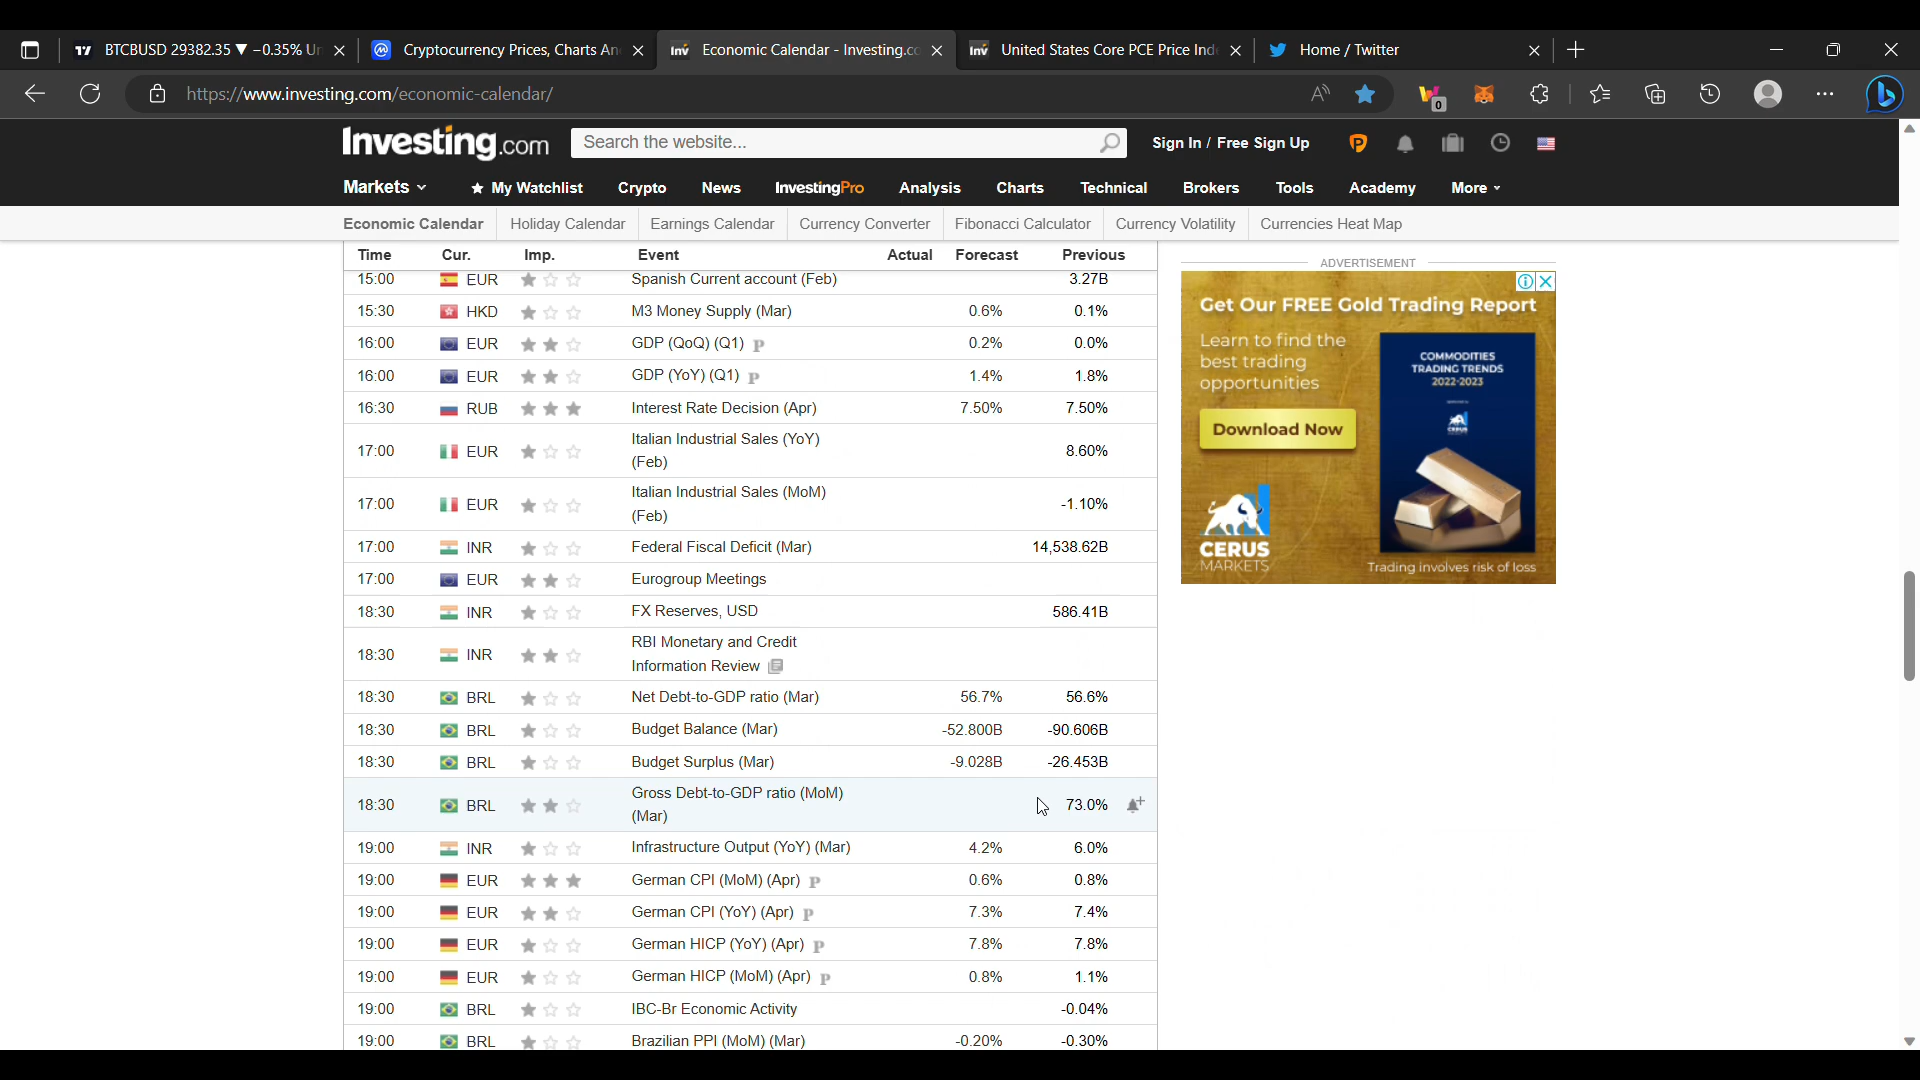 BTCBUSD 29382.35 ▼ −0.35% Un
Cryptocurrency Prices, Charts An
Economic Calendar - Investing.co
United States Core PCE Price Ind
Home / Twitter
https://www.investing.com/economic-calendar/
0
Investing.com
Search the website...
Sign In / Free Sign Up
Markets
My Watchlist
Crypto
News
InvestingPro
Analysis
Charts
Technical
Brokers
Tools
Academy
More
Economic Calendar
Holiday Calendar
Earnings Calendar
Currency Converter
Fibonacci Calculator
Currency Volatility
Currencies Heat Map
Time Cur. Imp. Event Actual Forecast Previous
15:00 EUR Spanish Current account (Feb) 3.27B
15:30 HKD M3 Money Supply (Mar) 0.6% 0.1%
16:00 EUR GDP (QoQ) (Q1) P 0.2% 0.0%
16:00 EUR GDP (YoY) (Q1) P 1.4% 1.8%
16:30 RUB Interest Rate Decision (Apr) 7.50% 7.50%
17:00 EUR Italian Industrial Sales (YoY) 8.60%
(Feb)
17:00 EUR Italian Industrial Sales (MoM) -1.10%
(Feb)
17:00 INR Federal Fiscal Deficit (Mar) 14,538.62B
17:00 EUR Eurogroup Meetings
18:30 INR FX Reserves, USD 586.41B
18:30 INR RBI Monetary and Credit
Information Review
18:30 BRL Net Debt-to-GDP ratio (Mar) 56.7% 56.6%
18:30 BRL Budget Balance (Mar) -52.800B -90.606B
18:30 BRL Budget Surplus (Mar) -9.028B -26.453B
18:30 BRL Gross Debt-to-GDP ratio (MoM) 73.0%
(Mar)
19:00 INR Infrastructure Output (YoY) (Mar) 4.2% 6.0%
19:00 EUR German CPI (MoM) (Apr) P 0.6% 0.8%
19:00 EUR German CPI (YoY) (Apr) P 7.3% 7.4%
19:00 EUR German HICP (YoY) (Apr) P 7.8% 7.8%
19:00 EUR German HICP (MoM) (Apr) P 0.8% 1.1%
19:00 BRL IBC-Br Economic Activity -0.04%
19:00 BRL Brazilian PPI (MoM) (Mar) -0.20% -0.30%
ADVERTISEMENT
Get Our FREE Gold Trading Report
Learn to find the
best trading
opportunities
Download Now
COMMODITIES
TRADING TRENDS
2022-2023
CERUS
CERUS
MARKETS
Trading involves risk of loss